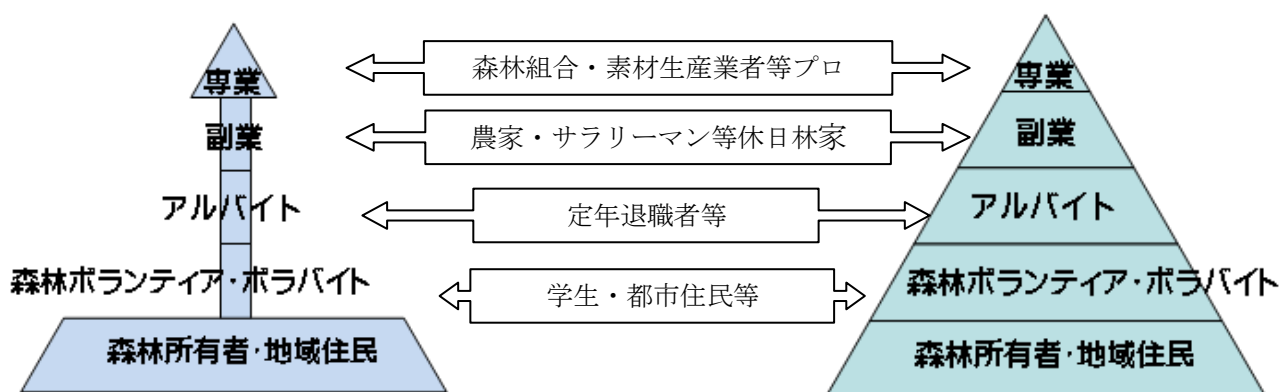 専業
森林組合・素材生産業者等プロ
専業
副業
農家・サラリーマン等休日林家
副業
アルバイト
定年退職者等
アルバイト
森林ボランティア・ボラバイト
学生・都市住民等
森林ボランティア・ボラバイト
森林所有者・地域住民
森林所有者・地域住民